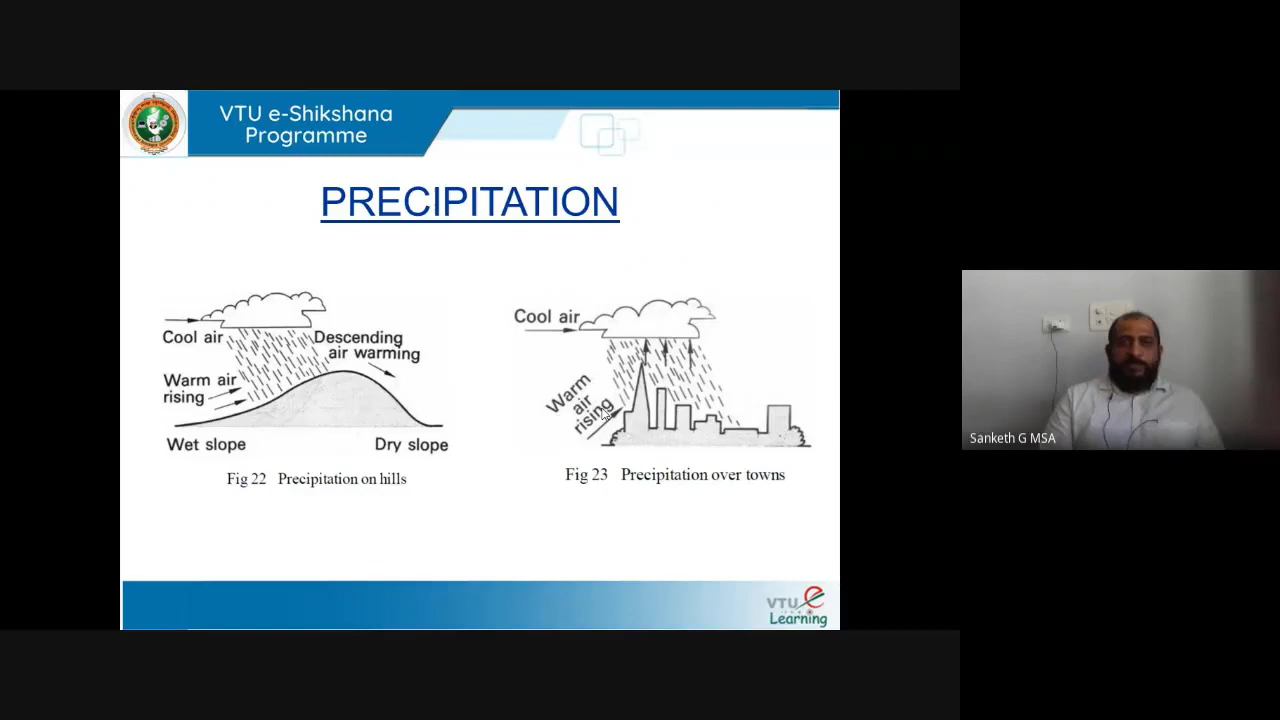 VTU e-Shikshana
Programme
PRECIPITATION
Cool air
Descending
air warming
Warm air
rising
Wet slope
Dry slope
Fig 22 Precipitation on hills
Cool air
Warm
air
rising
Fig 23 Precipitation over towns
Sanketh G MSA
VTU e
Learning